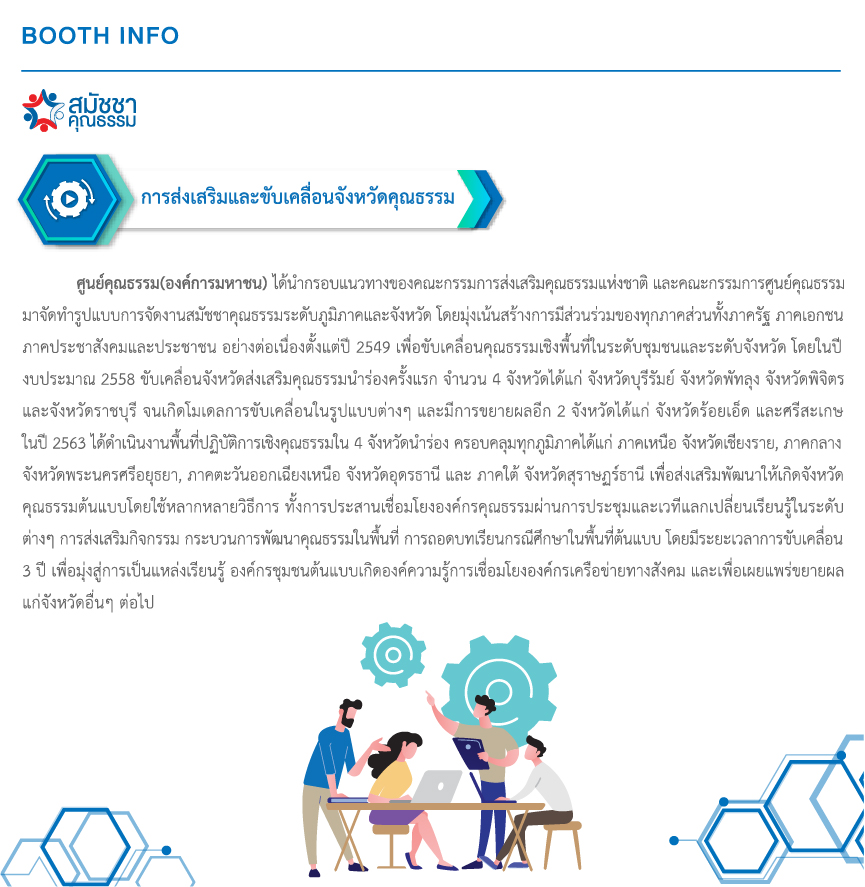 BOOTH INFO
สมัชชา
คุณธรรม
การส่งเสริมและขับเคลื่อนจังหวัดคุณธรรม
ศูนย์คุณธรรม(องค์การมหาชน) ได้นำกรอบแนวทางของคณะกรรมการส่งเสริมคุณธรรมแห่งชาติ และคณะกรรมการศูนย์คุณธรรม
มาจัดทำรูปแบบการจัดงานสมัชชาคุณธรรมระดับภูมิภาคและจังหวัด โดยมุ่งเน้นสร้างการมีส่วนร่วมของทุกภาคส่วนทั้งภาครัฐ ภาคเอกชน
ภาคประชาสังคมและประชาชน อย่างต่อเนื่องตั้งแต่ปี 2549 เพื่อขับเคลื่อนคุณธรรมเชิงพื้นที่ในระดับชุมชนและระดับจังหวัด โดยในปี
งบประมาณ 2558 ขับเคลื่อนจังหวัดส่งเสริมคุณธรรมนำร่องครั้งแรก จำนวน 4 จังหวัดได้แก่ จังหวัดบุรีรัมย์ จังหวัดพัทลุง จังหวัดพิจิตร
และจังหวัดราชบุรี จนเกิดโมเดลการขับเคลื่อนในรูปแบบต่างๆ และมีการขยายผลอีก 2 จังหวัดได้แก่ จังหวัดร้อยเอ็ด และศรีสะเกษ
ในปี 2563 ได้ดำเนินงานพื้นที่ปฏิบัติการเชิงคุณธรรมใน 4 จังหวัดนำร่อง ครอบคลุมทุกภูมิภาคได้แก่ ภาคเหนือ จังหวัดเชียงราย, ภาคกลาง
จังหวัดพระนครศรีอยุธยา, ภาคตะวันออกเฉียงเหนือ จังหวัดอุดรธานี และ ภาคใต้ จังหวัดสุราษฏร์ธานี เพื่อส่งเสริมพัฒนาให้เกิดจังหวัด
คุณธรรมต้นแบบโดยใช้หลากหลายวิธีการ ทั้งการประสานเชื่อมโยงองค์กรคุณธรรมผ่านการประชุมและเวทีแลกเปลี่ยนเรียนรู้ในระดับ
ต่างๆ การส่งเสริมกิจกรรม กระบวนการพัฒนาคุณธรรมในพื้นที่ การถอดบทเรียนกรณีศึกษาในพื้นที่ต้นแบบ โดยมีระยะเวลาการขับเคลื่อน
3 ปี เพื่อมุ่งสู่การเป็นแหล่งเรียนรู้ องค์กรชุมชนต้นแบบเกิดองค์ความรู้การเชื่อมโยงองค์กรเครือข่ายทางสังคม และเพื่อเผยแพร่ขยายผล
แก่จังหวัดอื่นๆ ต่อไป